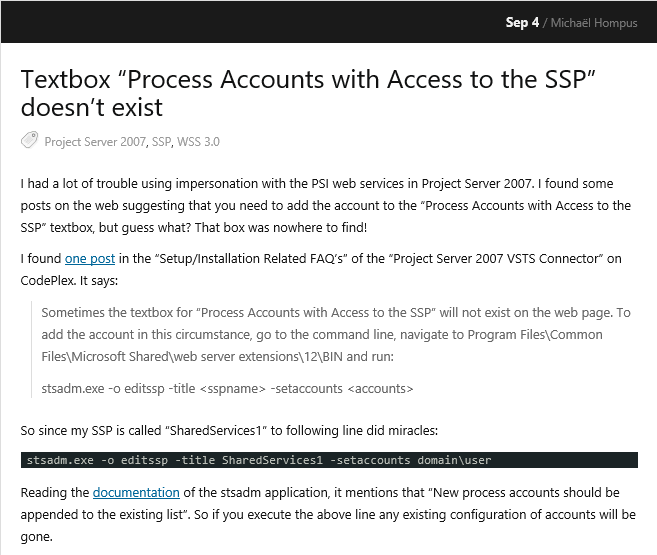 Sep 4 / Michaël Hompus
Textbox “Process Accounts with Access to the SSP”
doesn’t exist
Project Server 2007, SSP, WSS 3.0
I had a lot of trouble using impersonation with the PSI web services in Project Server 2007. I found some
posts on the web suggesting that you need to add the account to the “Process Accounts with Access to the
SSP” textbox, but guess what? That box was nowhere to find!
I found one post in the “Setup/Installation Related FAQ’s” of the “Project Server 2007 VSTS Connector” on
CodePlex. It says:
Sometimes the textbox for “Process Accounts with Access to the SSP” will not exist on the web page. To
add the account in this circumstance, go to the command line, navigate to Program Files\Common
Files\Microsoft Shared\web server extensions\12\BIN and run:
stsadm.exe -o editssp -title <sspname> -setaccounts <accounts>
So since my SSP is called “SharedServices1” to following line did miracles:
stsadm.exe -o editssp -title SharedServices1 -setaccounts domain\user
Reading the documentation of the stsadm application, it mentions that “New process accounts should be
appended to the existing list”. So if you execute the above line any existing configuration of accounts will be
gone.